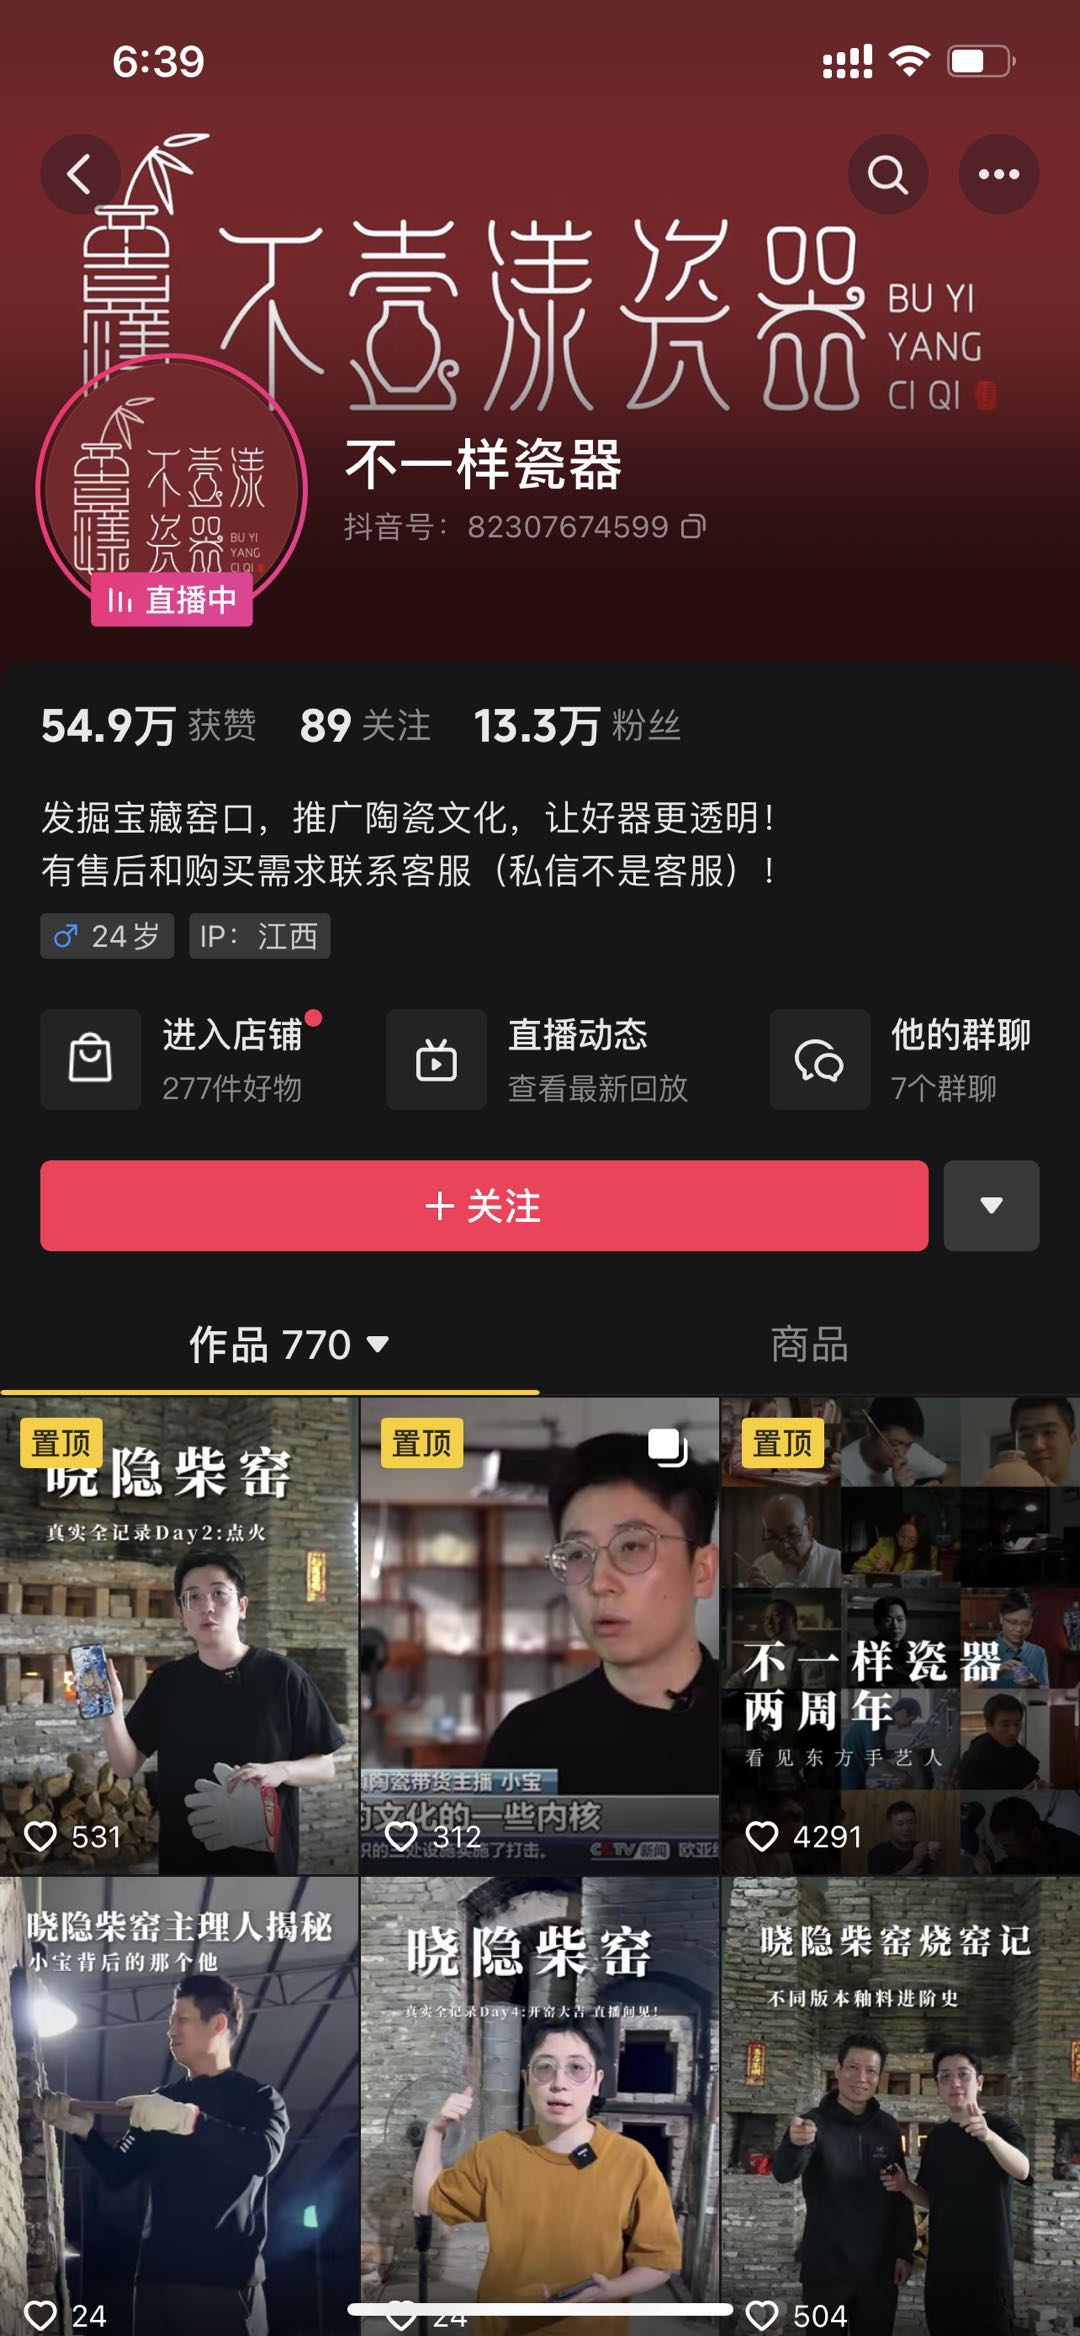 6:39
不壹漾瓷器
BU YI
YANG
CI QI
不壹漾
瓷器
BU YI
YANG
CI QI
直播中
不一样瓷器
抖音号：82307674599
54.9万 获赞 89 关注 13.3万 粉丝
发掘宝藏窑口，推广陶瓷文化，让好器更透明！
有售后和购买需求联系客服（私信不是客服）！
♂ 24岁 IP：江西
进入店铺
277件好物
直播动态
查看最新回放
他的群聊
7个群聊
+ 关注
作品 770
商品
置顶
晓隐柴窑
真实全记录Day2:点火
531
置顶
陶瓷带货主播 小宝
文化的一些内核
处设施实施了打击。
CCTV 新闻
312
置顶
不一样瓷器
两周年
看见东方手艺人
4291
晓隐柴窑主理人揭秘
小宝背后的那个他
24
晓隐柴窑
真实全记录Day4:开窑大吉 直播间见！
24
晓隐柴窑烧窑记
不同版本釉料进阶史
504